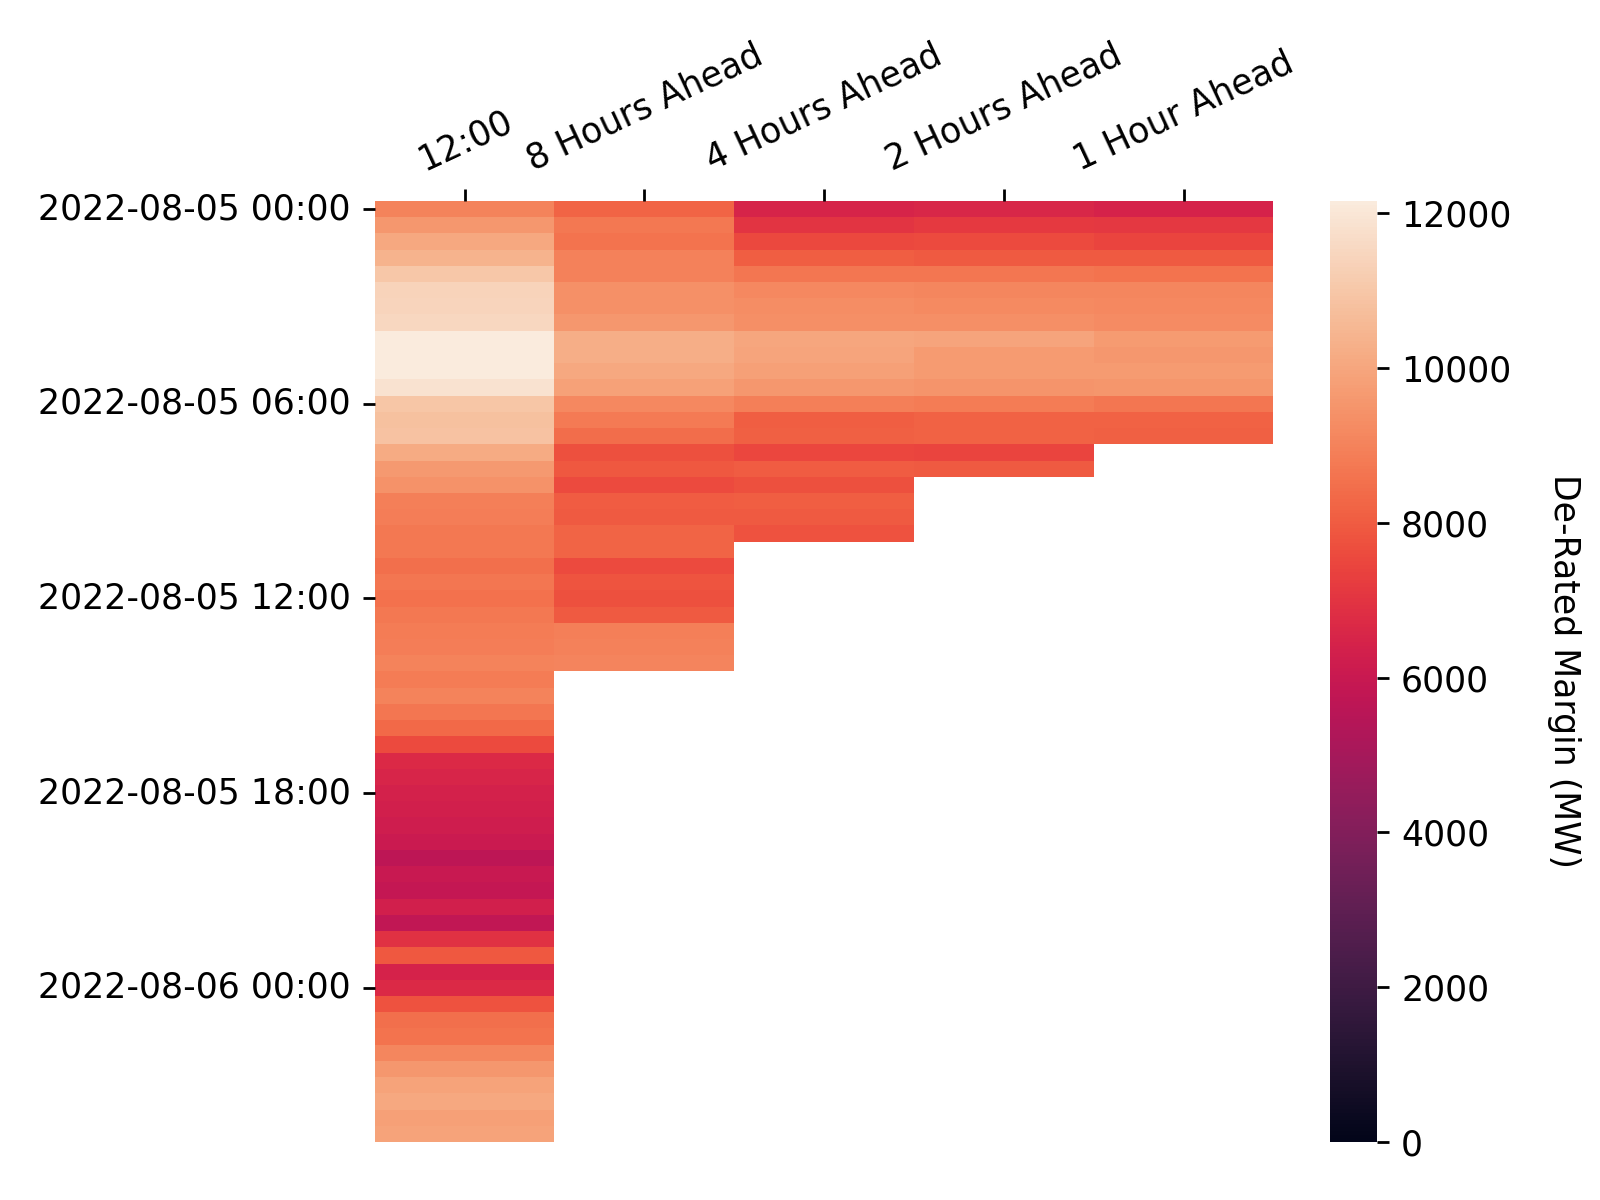 12:00
8 Hours Ahead
4 Hours Ahead
2 Hours Ahead
1 Hour Ahead
2022-08-05 00:00
2022-08-05 06:00
2022-08-05 12:00
2022-08-05 18:00
2022-08-06 00:00
12000
10000
8000
6000
4000
2000
0
De-Rated Margin (MW)